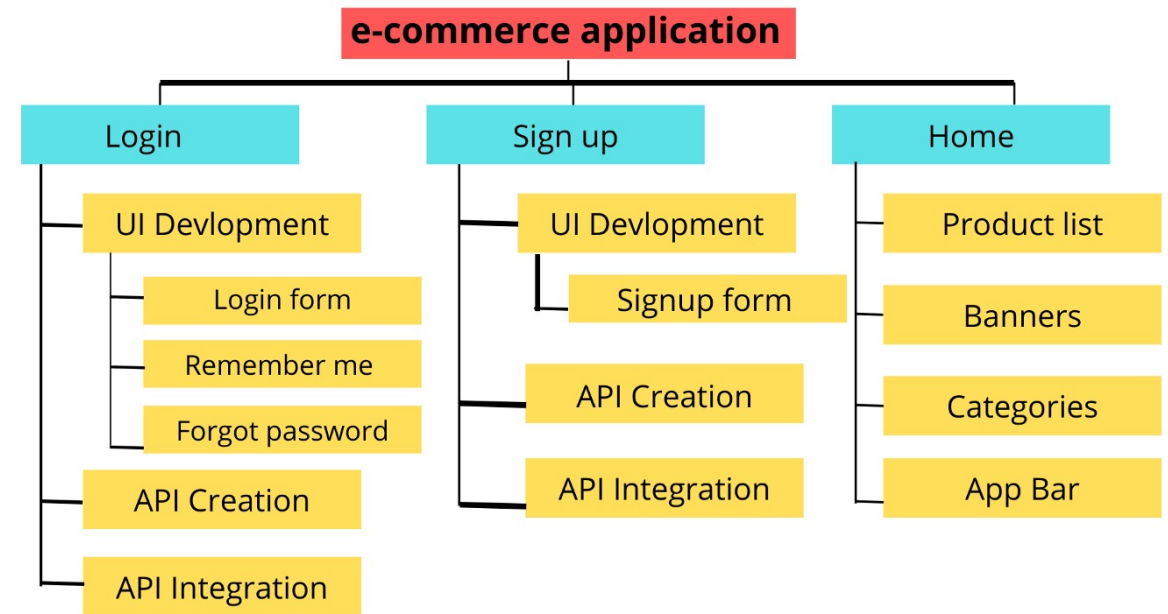 e-commerce application
Login
UI Devlopment
Login form
Remember me
Forgot password
API Creation
API Integration
Sign up
UI Devlopment
Signup form
API Creation
API Integration
Home
Product list
Banners
Categories
App Bar